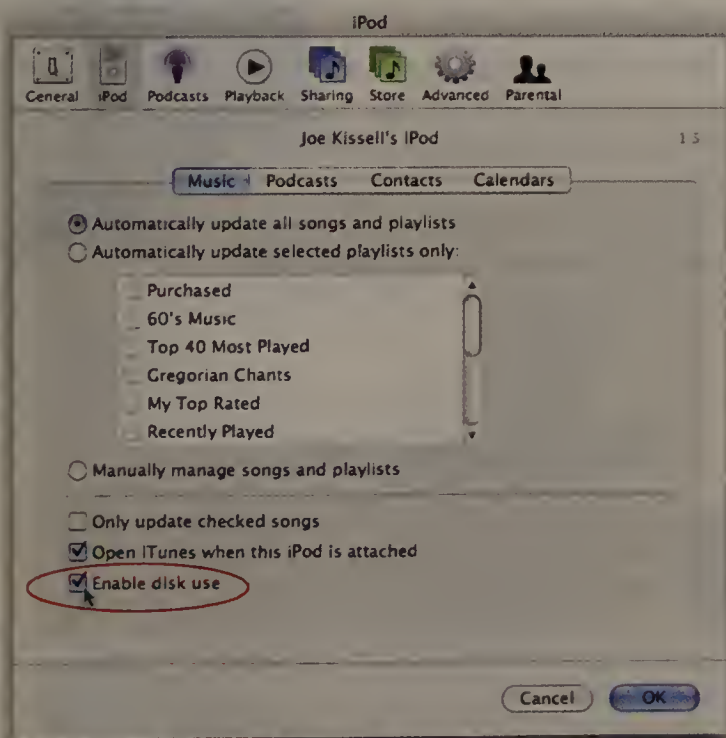 iPod
General iPod Podcasts Playback Sharing Store Advanced Parental
Joe Kissell's iPod 1.5
Music Podcasts Contacts Calendars
Automatically update all songs and playlists
Automatically update selected playlists only:
Purchased
60's Music
Top 40 Most Played
Gregorian Chants
My Top Rated
Recently Played
Manually manage songs and playlists
Only update checked songs
Open iTunes when this iPod is attached
Enable disk use
Cancel OK